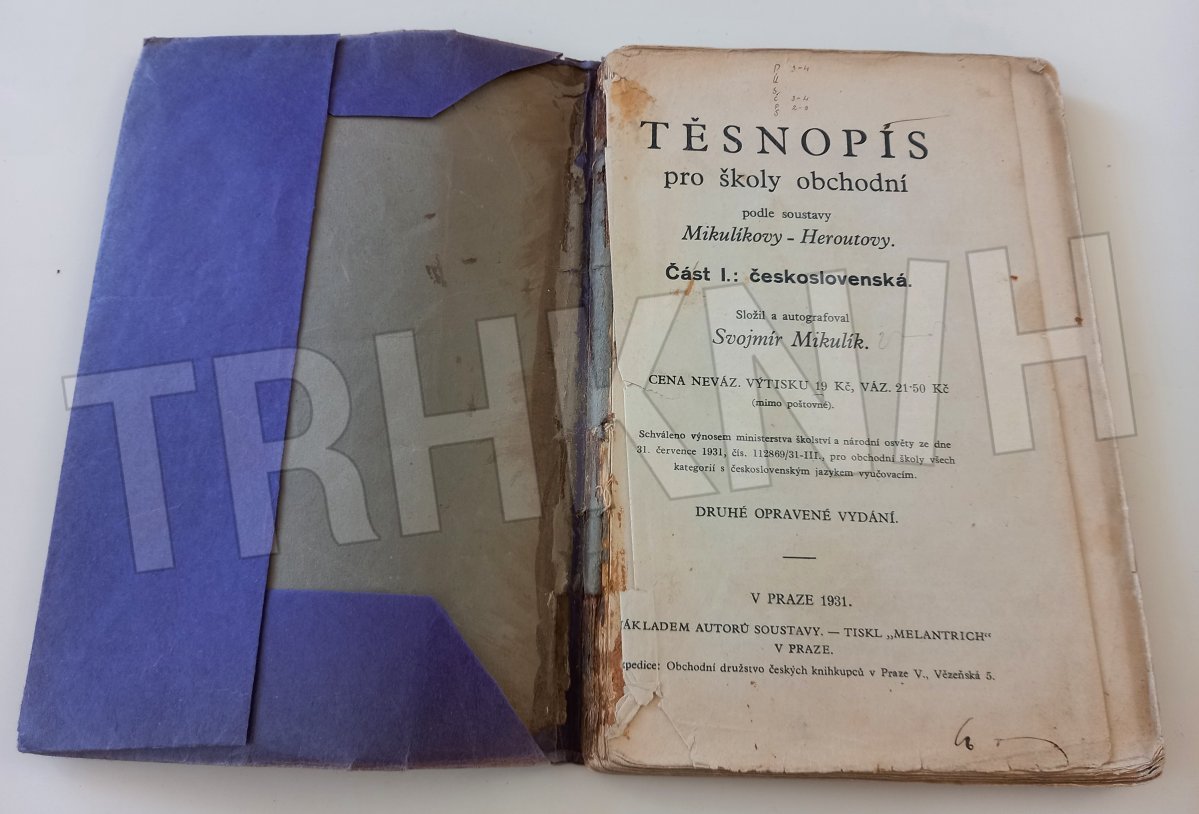 TĚSNOPÍS
pro školy obchodní
podle soustavy
Mikulíkovy - Heroutovy.
Část I.: československá.
Složil a autografoval
Svojmír Mikulík.
CENA NEVÁZ. VÝTISKU 19 Kč, VÁZ. 21·50 Kč
(mimo poštovné).
Schváleno výnosem ministerstva školství a národní osvěty ze dne
31. července 1931, čís. 112869/31-III., pro obchodní školy všech
kategorií s československým jazykem vyučovacím.
DRUHÉ OPRAVENÉ VYDÁNÍ.
V PRAZE 1931.
NÁKLADEM AUTORŮ SOUSTAVY. — TISKL „MELANTRICH“
V PRAZE.
xpedice: Obchodní družstvo českých knihkupců v Praze V., Vězeňská 5.
TRHKNIH